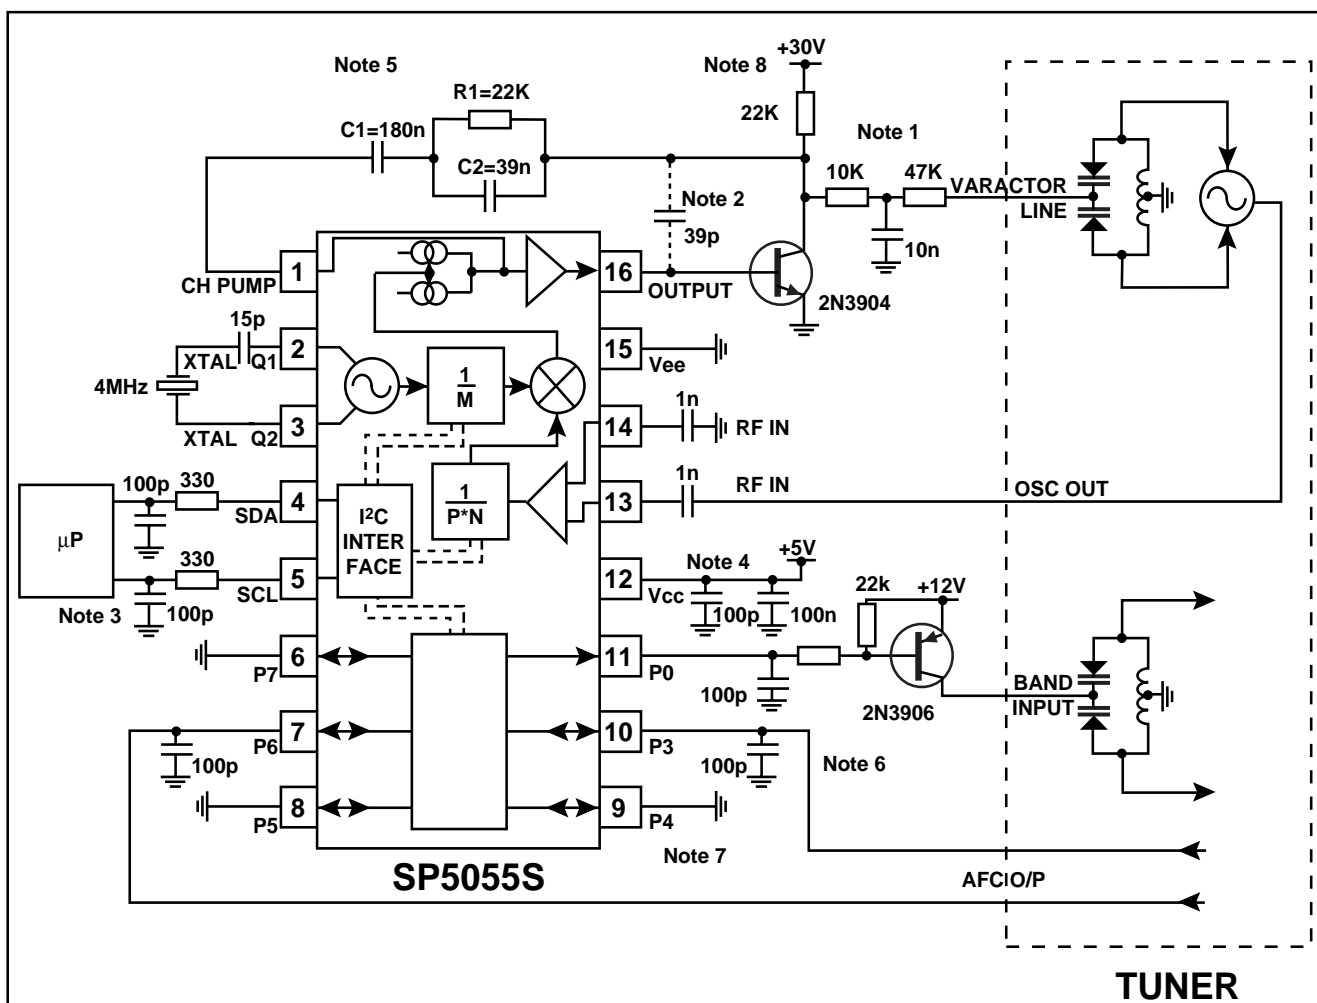 +30V
Note 5
Note 8
R1=22K
22K
C1=180n
Note 1
C2=39n
10K
47K
VARACTOR
LINE
Note 2
39p
10n
1
CH PUMP
16
OUTPUT
2N3904
15p
2
XTAL Q1
15
Vee
4MHz
1
M
1n
3
XTAL Q2
14
RF IN
1n
100p
330
4
SDA
I²C
INTER
FACE
1
P*N
13
RF IN
OSC OUT
µP
330
5
SCL
Note 3
100p
12
Vcc
Note 4
+5V
100p
100n
22k
+12V
6
P7
11
P0
100p
2N3906
BAND
INPUT
7
P6
100p
10
P3
100p
Note 6
8
P5
9
P4
Note 7
SP5055S
AFCIO/P
TUNER